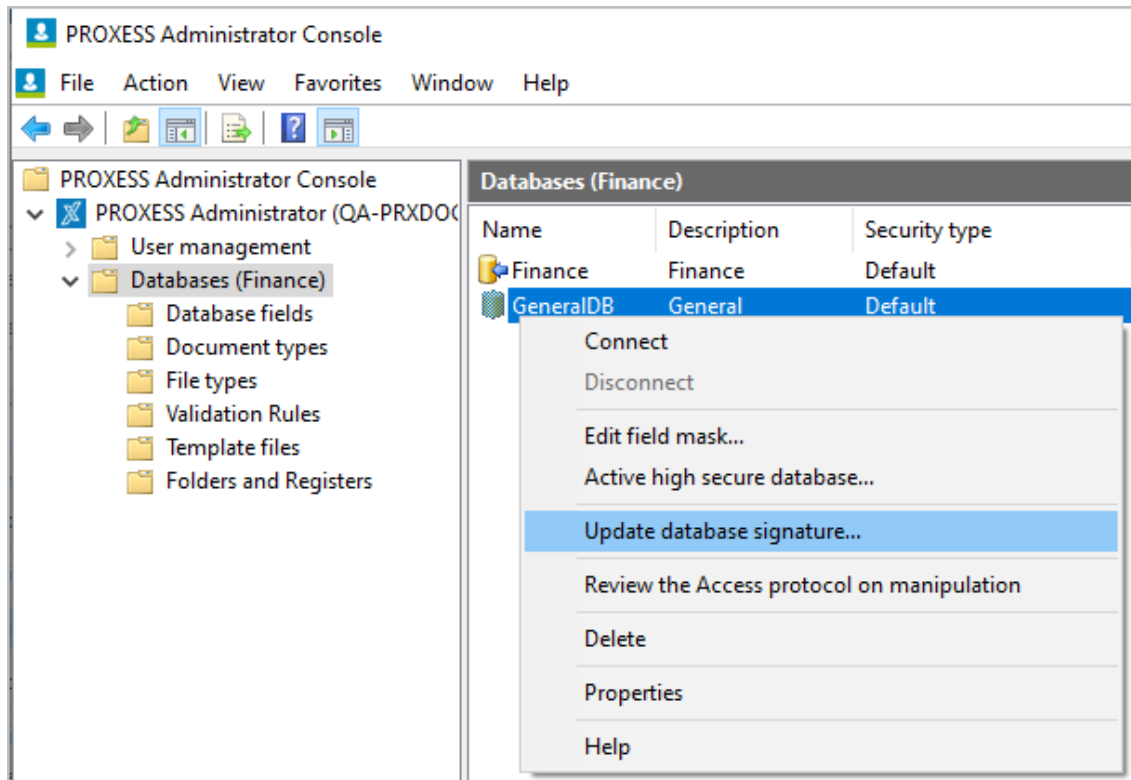 PROXESS Administrator Console
File Action View Favorites Window Help
PROXESS Administrator Console
PROXESS Administrator (QA-PRXDO
User management
Databases (Finance)
Database fields
Document types
File types
Validation Rules
Template files
Folders and Registers
Databases (Finance)
Name Description Security type
Finance Finance Default
GeneralDB General Default
Connect
Disconnect
Edit field mask...
Active high secure database...
Update database signature...
Review the Access protocol on manipulation
Delete
Properties
Help